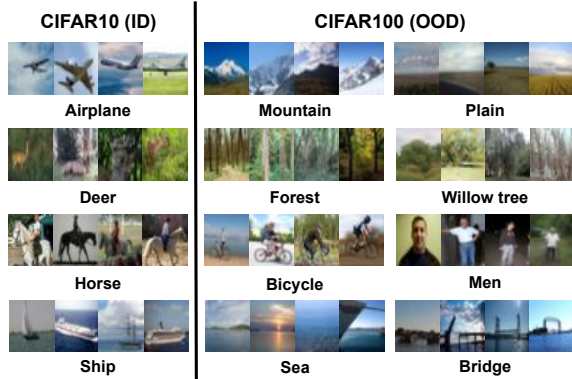 CIFAR10 (ID)
CIFAR100 (OOD)
Airplane
Mountain
Plain
Deer
Forest
Willow tree
Horse
Bicycle
Men
Ship
Sea
Bridge